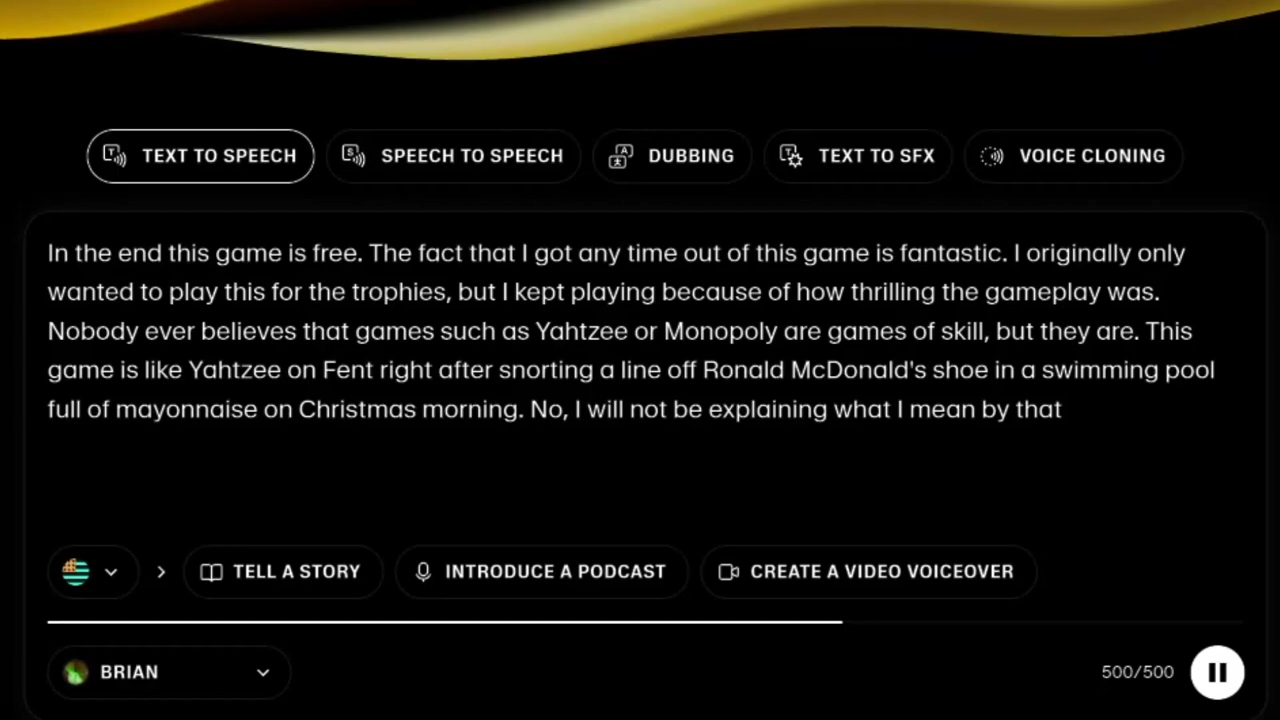 TEXT TO SPEECH
SPEECH TO SPEECH
DUBBING
TEXT TO SFX
VOICE CLONING
In the end this game is free. The fact that I got any time out of this game is fantastic. I originally only
wanted to play this for the trophies, but I kept playing because of how thrilling the gameplay was.
Nobody ever believes that games such as Yahtzee or Monopoly are games of skill, but they are. This
game is like Yahtzee on Fent right after snorting a line off Ronald McDonald's shoe in a swimming pool
full of mayonnaise on Christmas morning. No, I will not be explaining what I mean by that
TELL A STORY
INTRODUCE A PODCAST
CREATE A VIDEO VOICEOVER
BRIAN
500/500